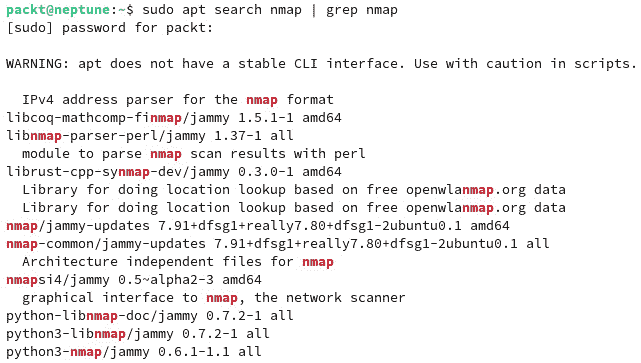 packt@neptune:~$ sudo apt search nmap | grep nmap
[sudo] password for packt:
WARNING: apt does not have a stable CLI interface. Use with caution in scripts.
IPv4 address parser for the nmap format
libcoq-mathcomp-finmap/jammy 1.5.1-1 amd64
libnmap-parser-perl/jammy 1.37-1 all
module to parse nmap scan results with perl
librust-cpp-synmap-dev/jammy 0.3.0-1 amd64
Library for doing location lookup based on free openwlanmap.org data
Library for doing location lookup based on free openwlanmap.org data
nmap/jammy-updates 7.91+dfsg1+really7.80+dfsg1-2ubuntu0.1 amd64
nmap-common/jammy-updates 7.91+dfsg1+really7.80+dfsg1-2ubuntu0.1 all
Architecture independent files for nmap
nmapsi4/jammy 0.5~alpha2-3 amd64
graphical interface to nmap, the network scanner
python-libnmap-doc/jammy 0.7.2-1 all
python3-libnmap/jammy 0.7.2-1 all
python3-nmap/jammy 0.6.1-1.1 all